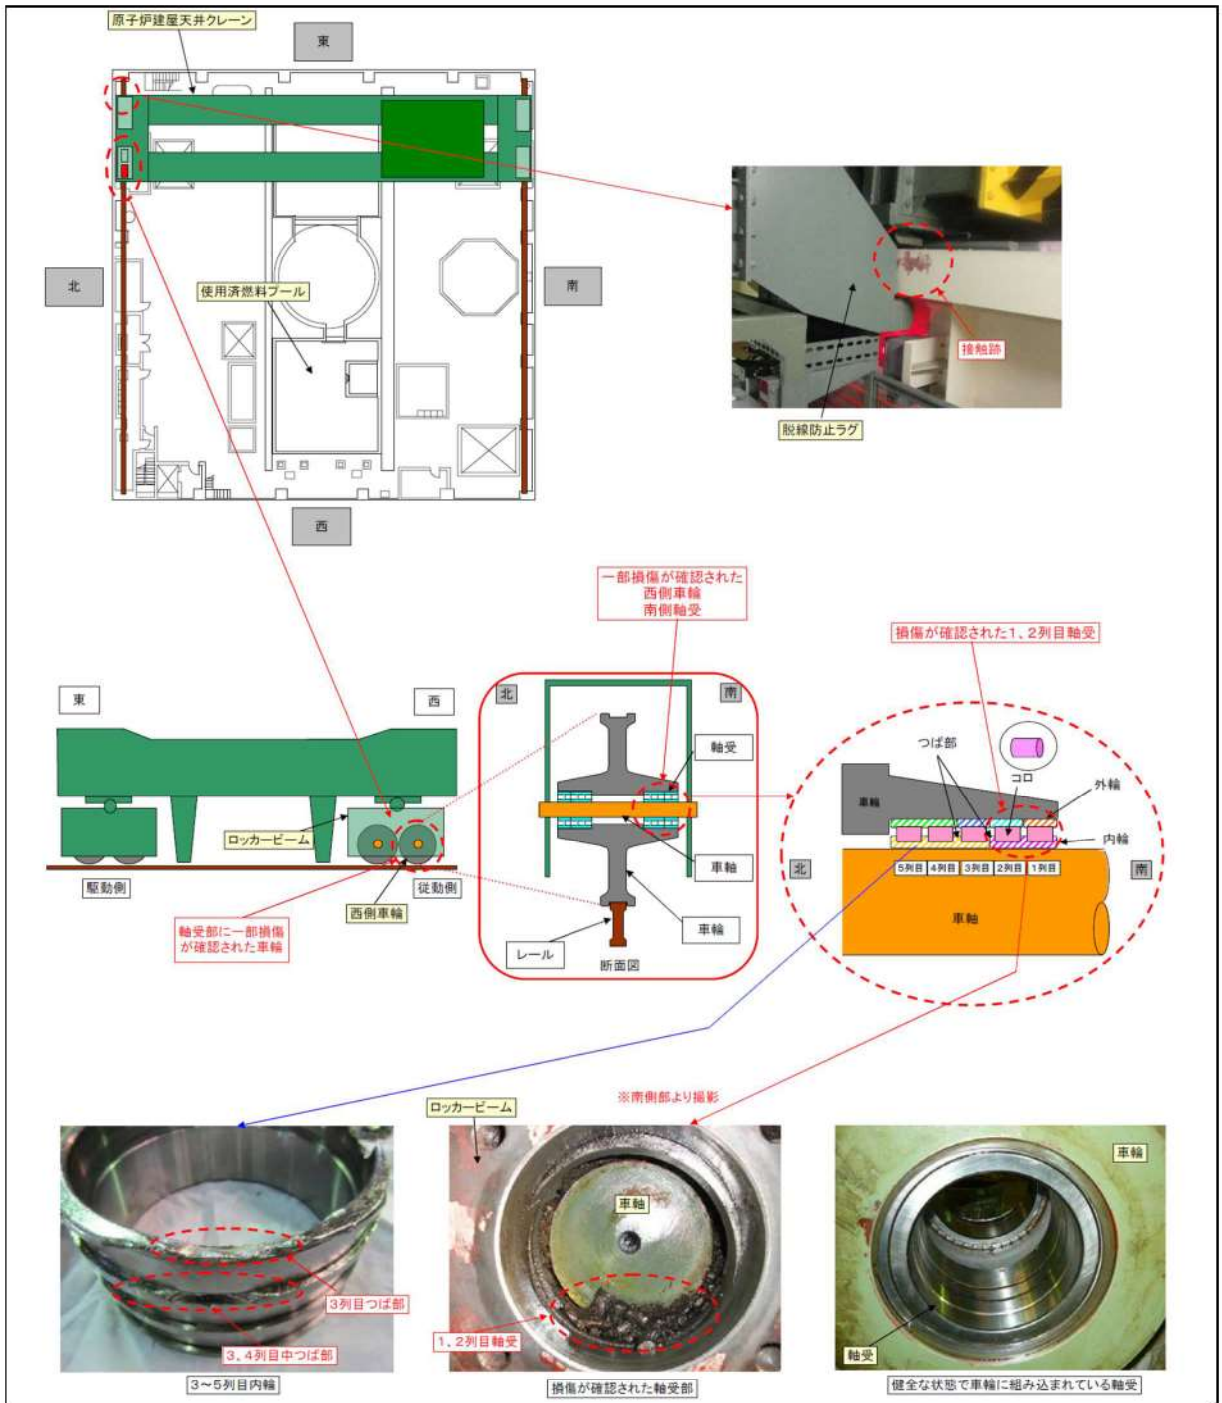 原子炉建屋天井クレーン
東
北
南
使用済燃料プール
接触跡
脱線防止ラグ
西
一部損傷が確認された
西側車輪
南側軸受
損傷が確認された1、2列目軸受
東
西
北
南
軸受
車軸
車輪
レール
断面図
ロッカービーム
駆動側
従動側
西側車輪
軸受部に一部損傷
が確認された車輪
つば部
コロ
外輪
内輪
車輪
北
南
5列目
4列目
3列目
2列目
1列目
車軸
※南側部より撮影
ロッカービーム
車軸
車輪
3列目つば部
3、4列目中つば部
1、2列目軸受
軸受
3～5列目内輪
損傷が確認された軸受部
健全な状態で車輪に組み込まれている軸受